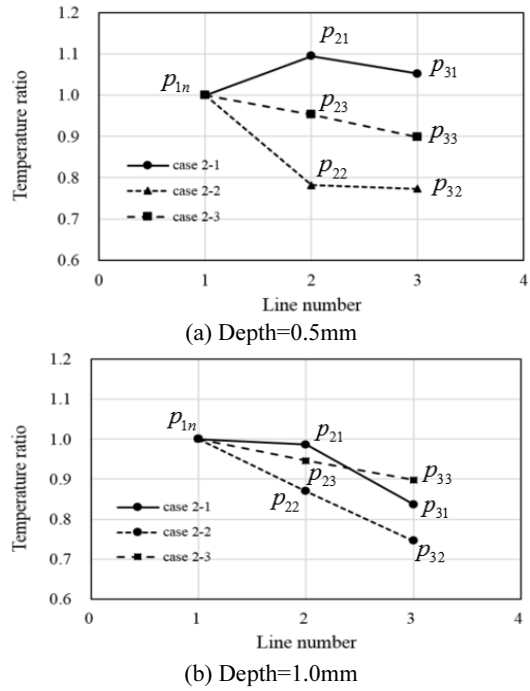 1.2
1.1
1.0
0.9
0.8
0.7
0.6
Temperature ratio
p1n
p21
p31
p23
p33
p22
p32
case 2-1
case 2-2
case 2-3
0 1 2 3 4
Line number
(a) Depth=0.5mm
1.2
1.1
1.0
0.9
0.8
0.7
0.6
Temperature ratio
p1n
p21
p23
p33
p22
p31
p32
case 2-1
case 2-2
case 2-3
0 1 2 3 4
Line number
(b) Depth=1.0mm